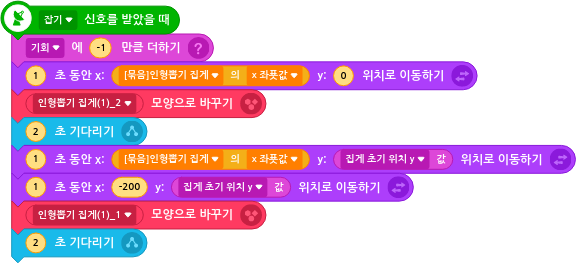 잡기 신호를 받았을 때
기회 에 -1 만큼 더하기 ?
1 초 동안 x: [묶음]인형뽑기 집게 의 x 좌푯값 y: 0 위치로 이동하기
인형뽑기 집게(1)_2 모양으로 바꾸기
2 초 기다리기
1 초 동안 x: [묶음]인형뽑기 집게 의 x 좌푯값 y: 집게 초기 위치 y 값 위치로 이동하기
1 초 동안 x: -200 y: 집게 초기 위치 y 값 위치로 이동하기
인형뽑기 집게(1)_1 모양으로 바꾸기
2 초 기다리기